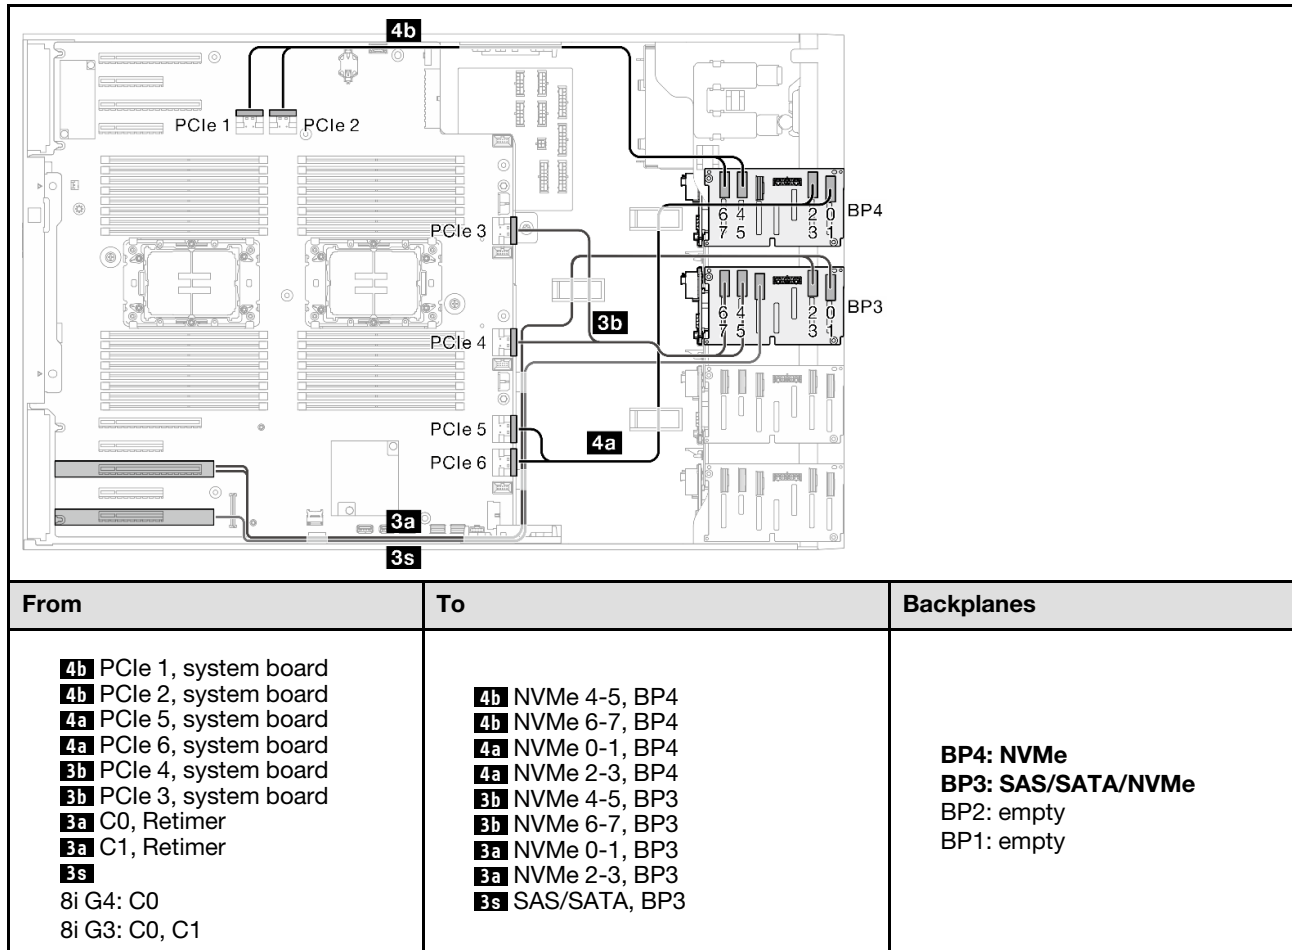 4b
PCIe 1
PCIe 2
6 4 2 0
7 5 3 1
BP4
PCIe 3
6 4 2 0
7 5 3 1
BP3
3b
PCIe 4
PCIe 5
4a
PCIe 6
3a
3s
From
To
Backplanes
4b PCIe 1, system board
4b PCIe 2, system board
4a PCIe 5, system board
4a PCIe 6, system board
3b PCIe 4, system board
3b PCIe 3, system board
3a C0, Retimer
3a C1, Retimer
3s
8i G4: C0
8i G3: C0, C1
4b NVMe 4-5, BP4
4b NVMe 6-7, BP4
4a NVMe 0-1, BP4
4a NVMe 2-3, BP4
3b NVMe 4-5, BP3
3b NVMe 6-7, BP3
3a NVMe 0-1, BP3
3a NVMe 2-3, BP3
3s SAS/SATA, BP3
BP4: NVMe
BP3: SAS/SATA/NVMe
BP2: empty
BP1: empty